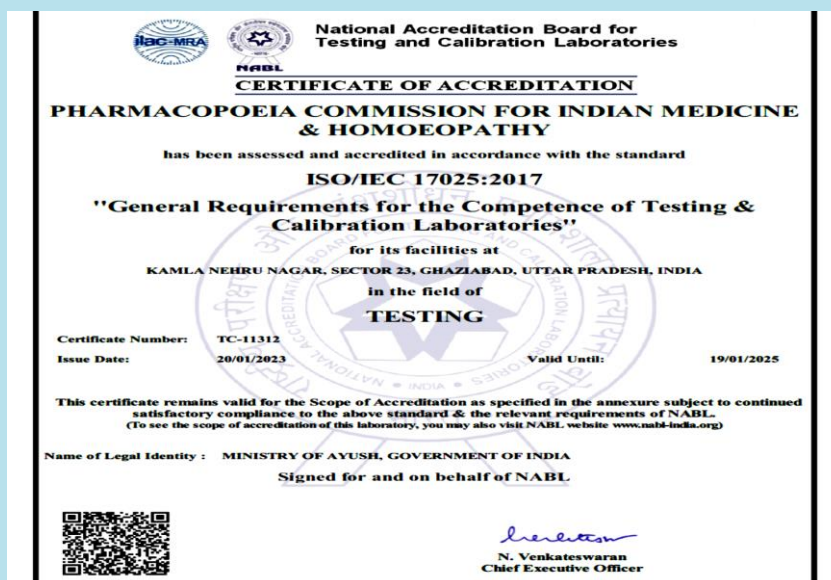 ilac-MRA
NABL
National Accreditation Board for
Testing and Calibration Laboratories
CERTIFICATE OF ACCREDITATION
PHARMACOPOEIA COMMISSION FOR INDIAN MEDICINE
& HOMOEOPATHY
has been assessed and accredited in accordance with the standard
ISO/IEC 17025:2017
"General Requirements for the Competence of Testing &
Calibration Laboratories"
for its facilities at
KAMLA NEHRU NAGAR, SECTOR 23, GHAZIABAD, UTTAR PRADESH, INDIA
in the field of
TESTING
Certificate Number: TC-11312
Issue Date: 20/01/2023 Valid Until: 19/01/2025
This certificate remains valid for the Scope of Accreditation as specified in the annexure subject to continued
satisfactory compliance to the above standard & the relevant requirements of NABL.
(To see the scope of accreditation of this laboratory, you may also visit NABL website www.nabl-india.org)
Name of Legal Identity : MINISTRY OF AYUSH, GOVERNMENT OF INDIA
Signed for and on behalf of NABL
N. Venkateswaran
Chief Executive Officer